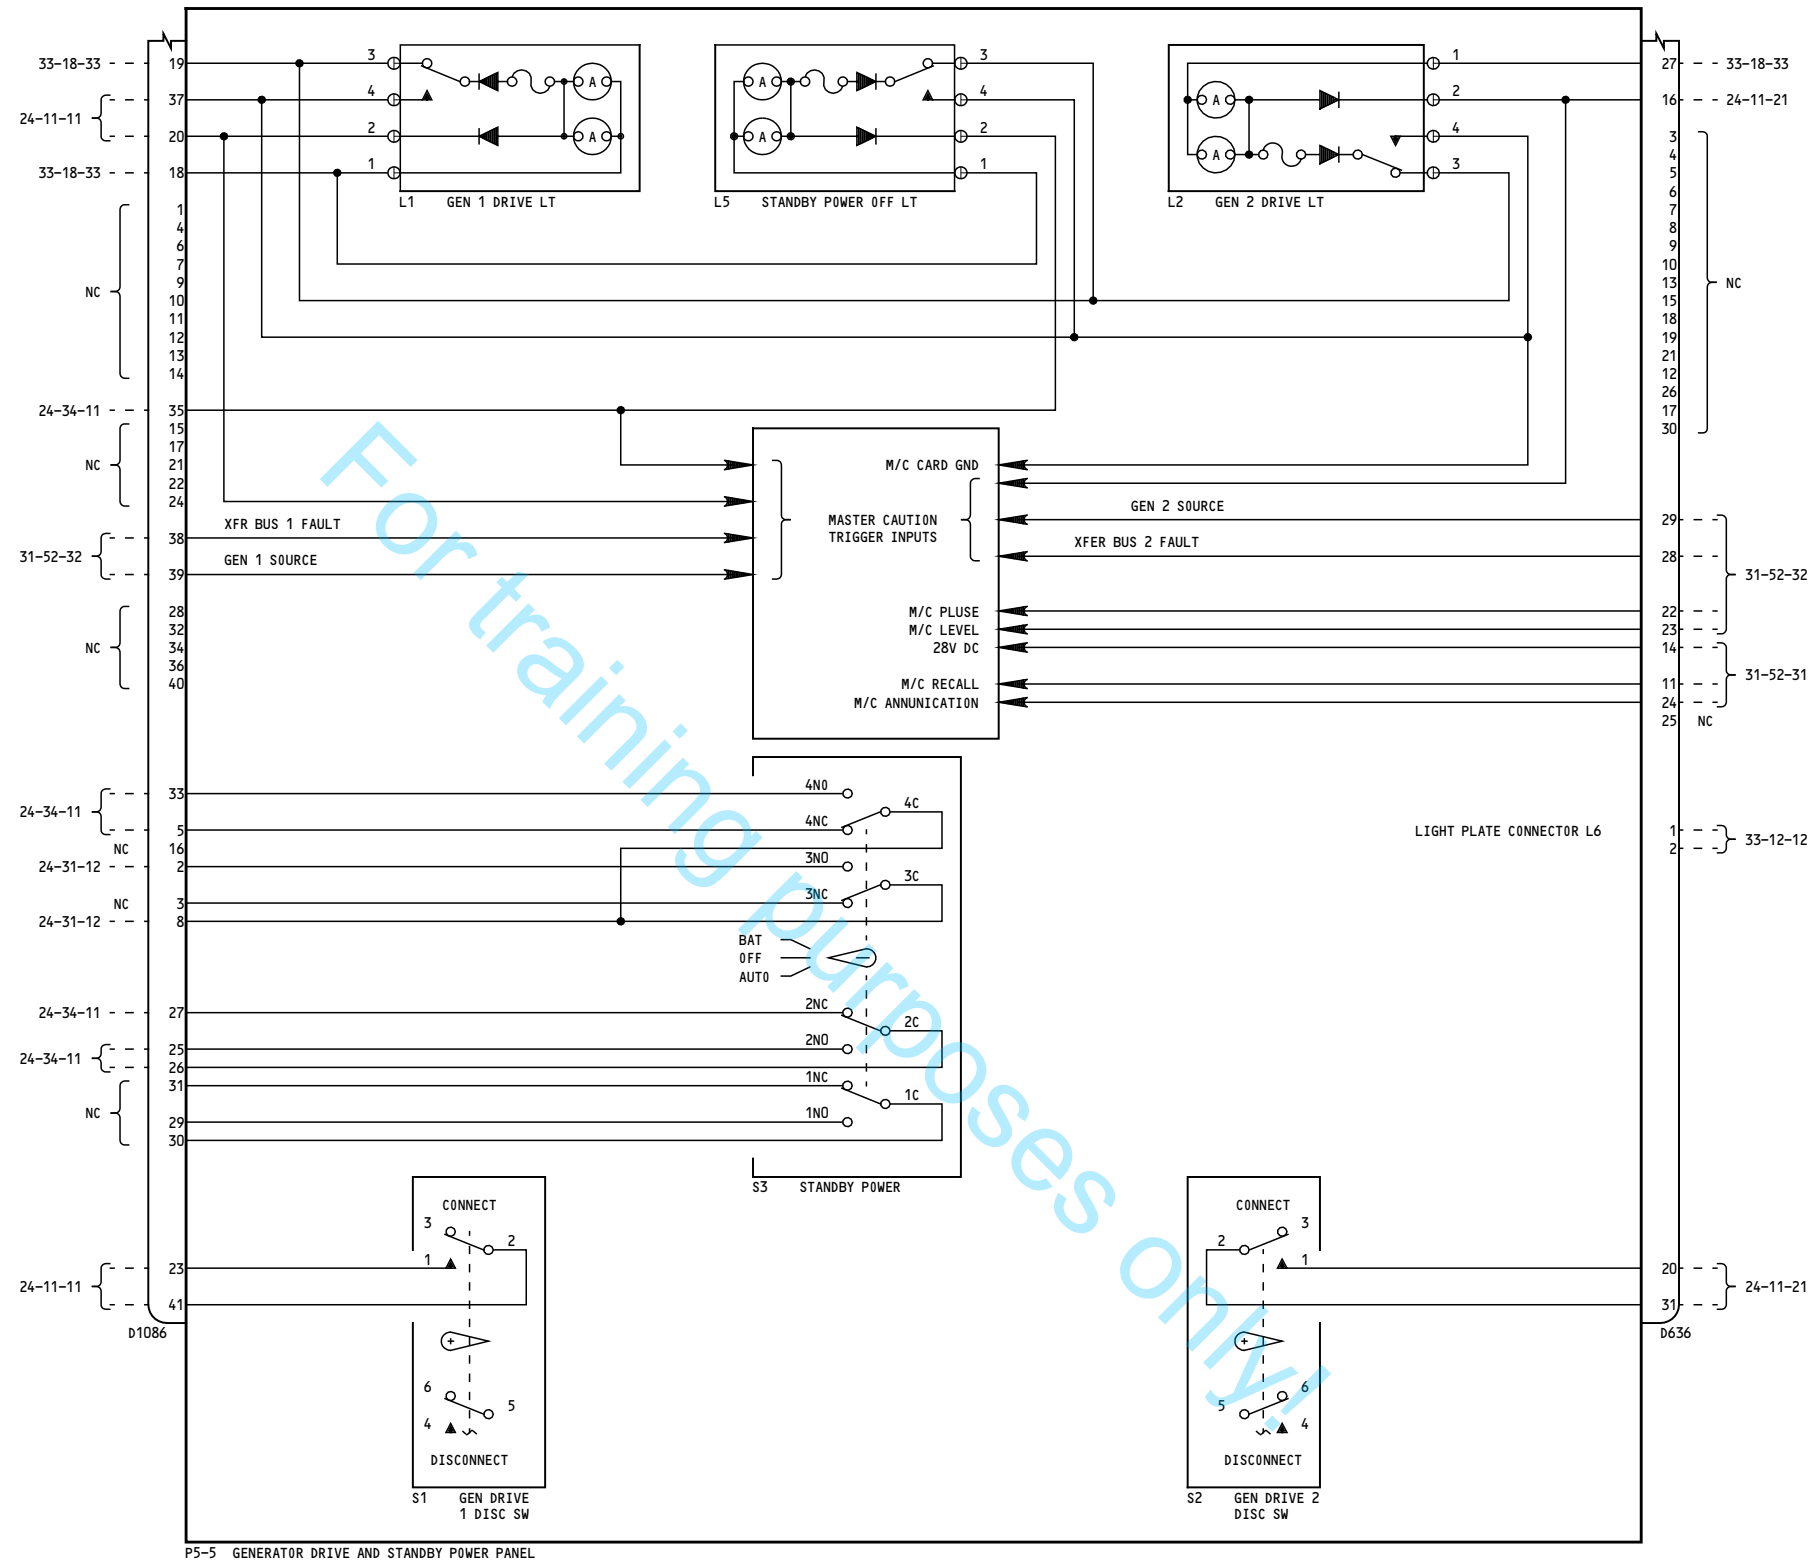 33-18-33 19 3 3 1 27 33-18-33
37 4 A A 4 2 16 24-11-21
24-11-11 A
20 2 A A 2 4 3
4
33-18-33 18 1 1 A 3 5
6
L1 GEN 1 DRIVE LT L5 STANDBY POWER OFF LT L2 GEN 2 DRIVE LT
1 7
4 8
6 9
7 10
9 13
NC NC
10 15
11 18
12 19
13 21
14 12
26
24-34-11 35 17
15 30
17
NC 21 M/C CARD GND
22
24 GEN 2 SOURCE
XFR BUS 1 FAULT MASTER CAUTION 29
38 TRIGGER INPUTS XFER BUS 2 FAULT
31-52-32 28
GEN 1 SOURCE
39 31-52-32
28 M/C PLUSE 22
32 M/C LEVEL 23
NC 34 28V DC 14
36 31-52-31
40 M/C RECALL 11
M/C ANNUNICATION 24
25 NC
33 4NO
24-34-11 4C
5 4NC LIGHT PLATE CONNECTOR L6 1
NC 16 2 33-12-12
24-31-12 2 3NO
3C
NC 3 3NC
24-31-12 8
BAT
OFF
AUTO
24-34-11 27 2NC
2C
24-34-11 25 2NO
26
31 1NC
NC 1C
29 1NO
30
S3 STANDBY POWER
CONNECT CONNECT
3 3
2 2
23 1 1 20
24-11-11 24-11-21
41 31
D1086 D636
6 6
5 5
4 4
DISCONNECT DISCONNECT
S1 GEN DRIVE S2 GEN DRIVE 2
1 DISC SW DISC SW
P5-5 GENERATOR DRIVE AND STANDBY POWER PANEL
For training purposes only!